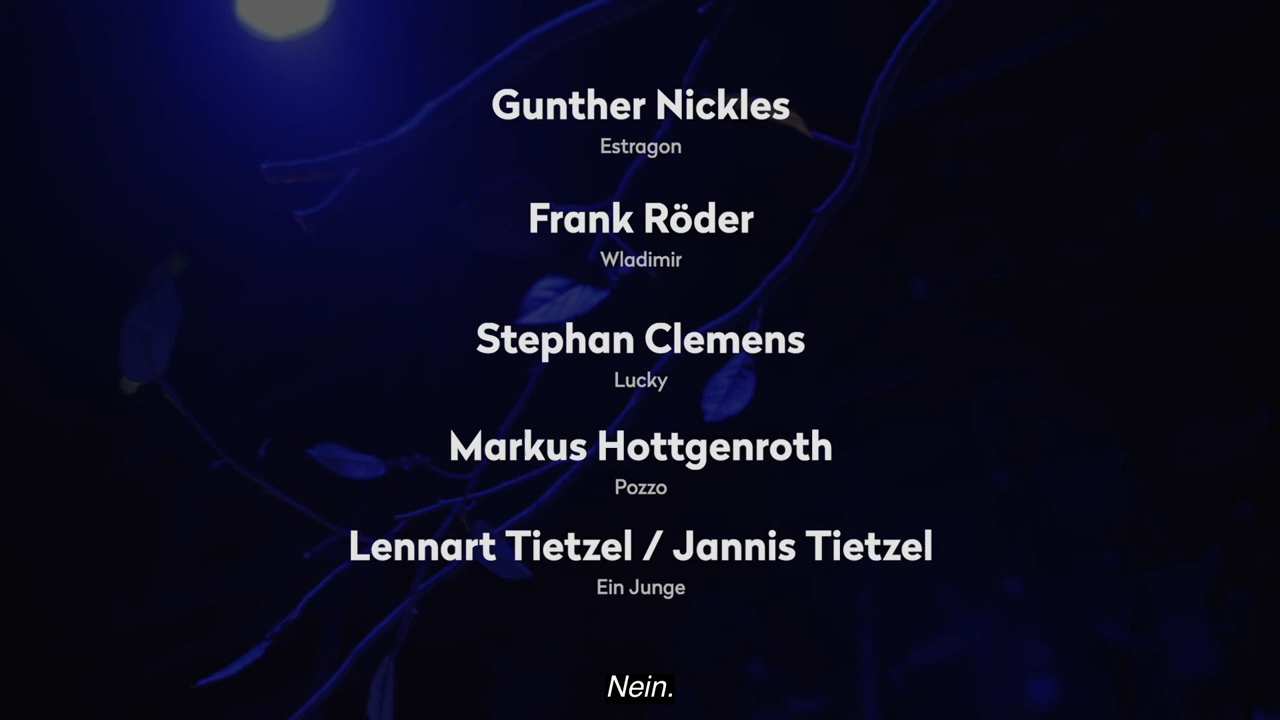 Gunther Nickles
Estragon
Frank Röder
Wladimir
Stephan Clemens
Lucky
Markus Hottgenroth
Pozzo
Lennart Tietzel / Jannis Tietzel
Ein Junge
Nein.